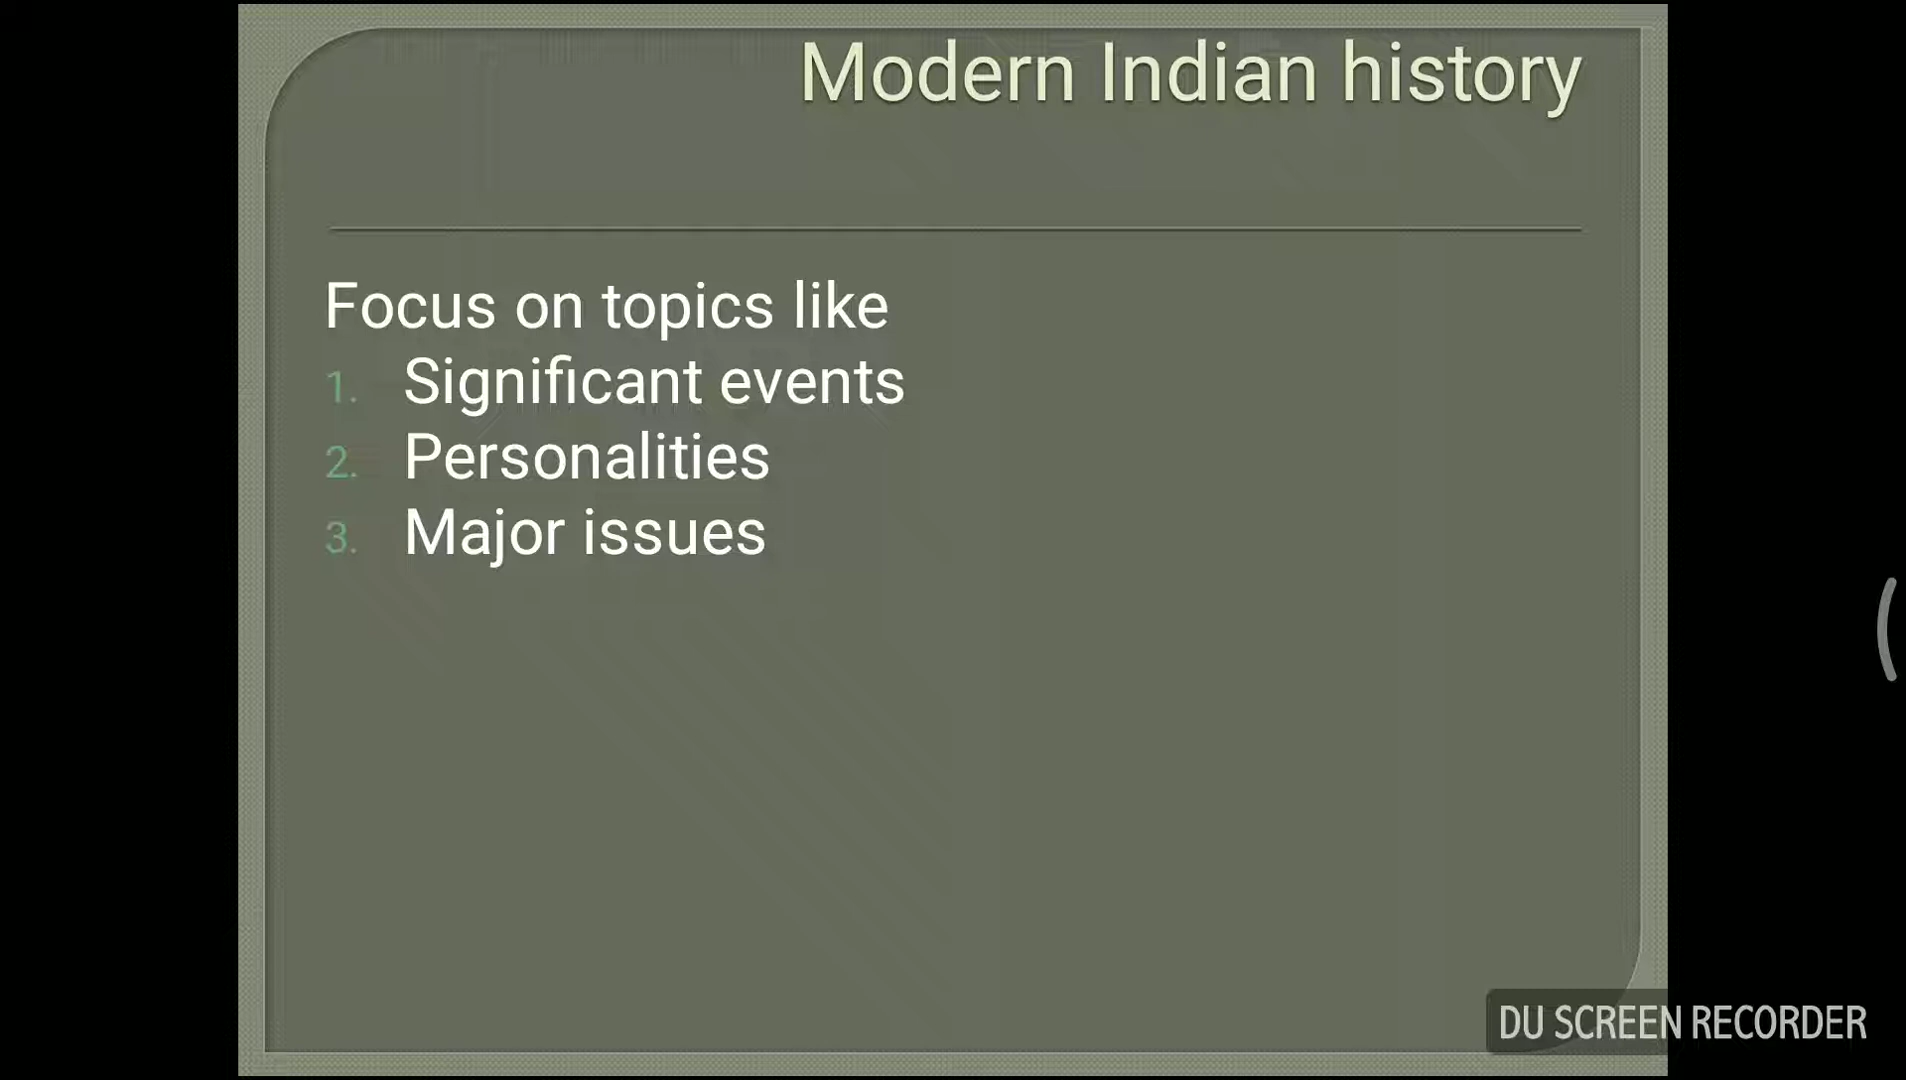 Modern Indian history
Focus on topics like
1. Significant events
2. Personalities
3. Major issues
DU SCREEN RECORDER